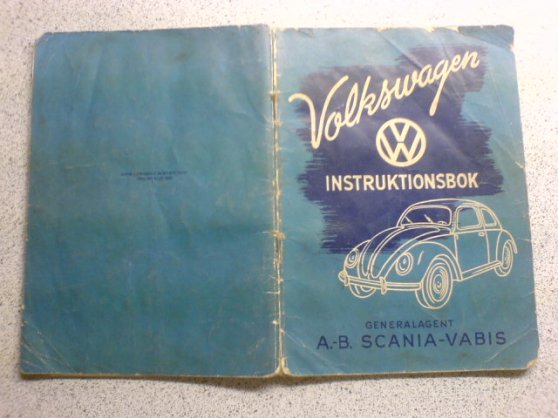 Volkswagen
VW
INSTRUKTIONSBOK
GENERALAGENT
A.-B. SCANIA-VABIS